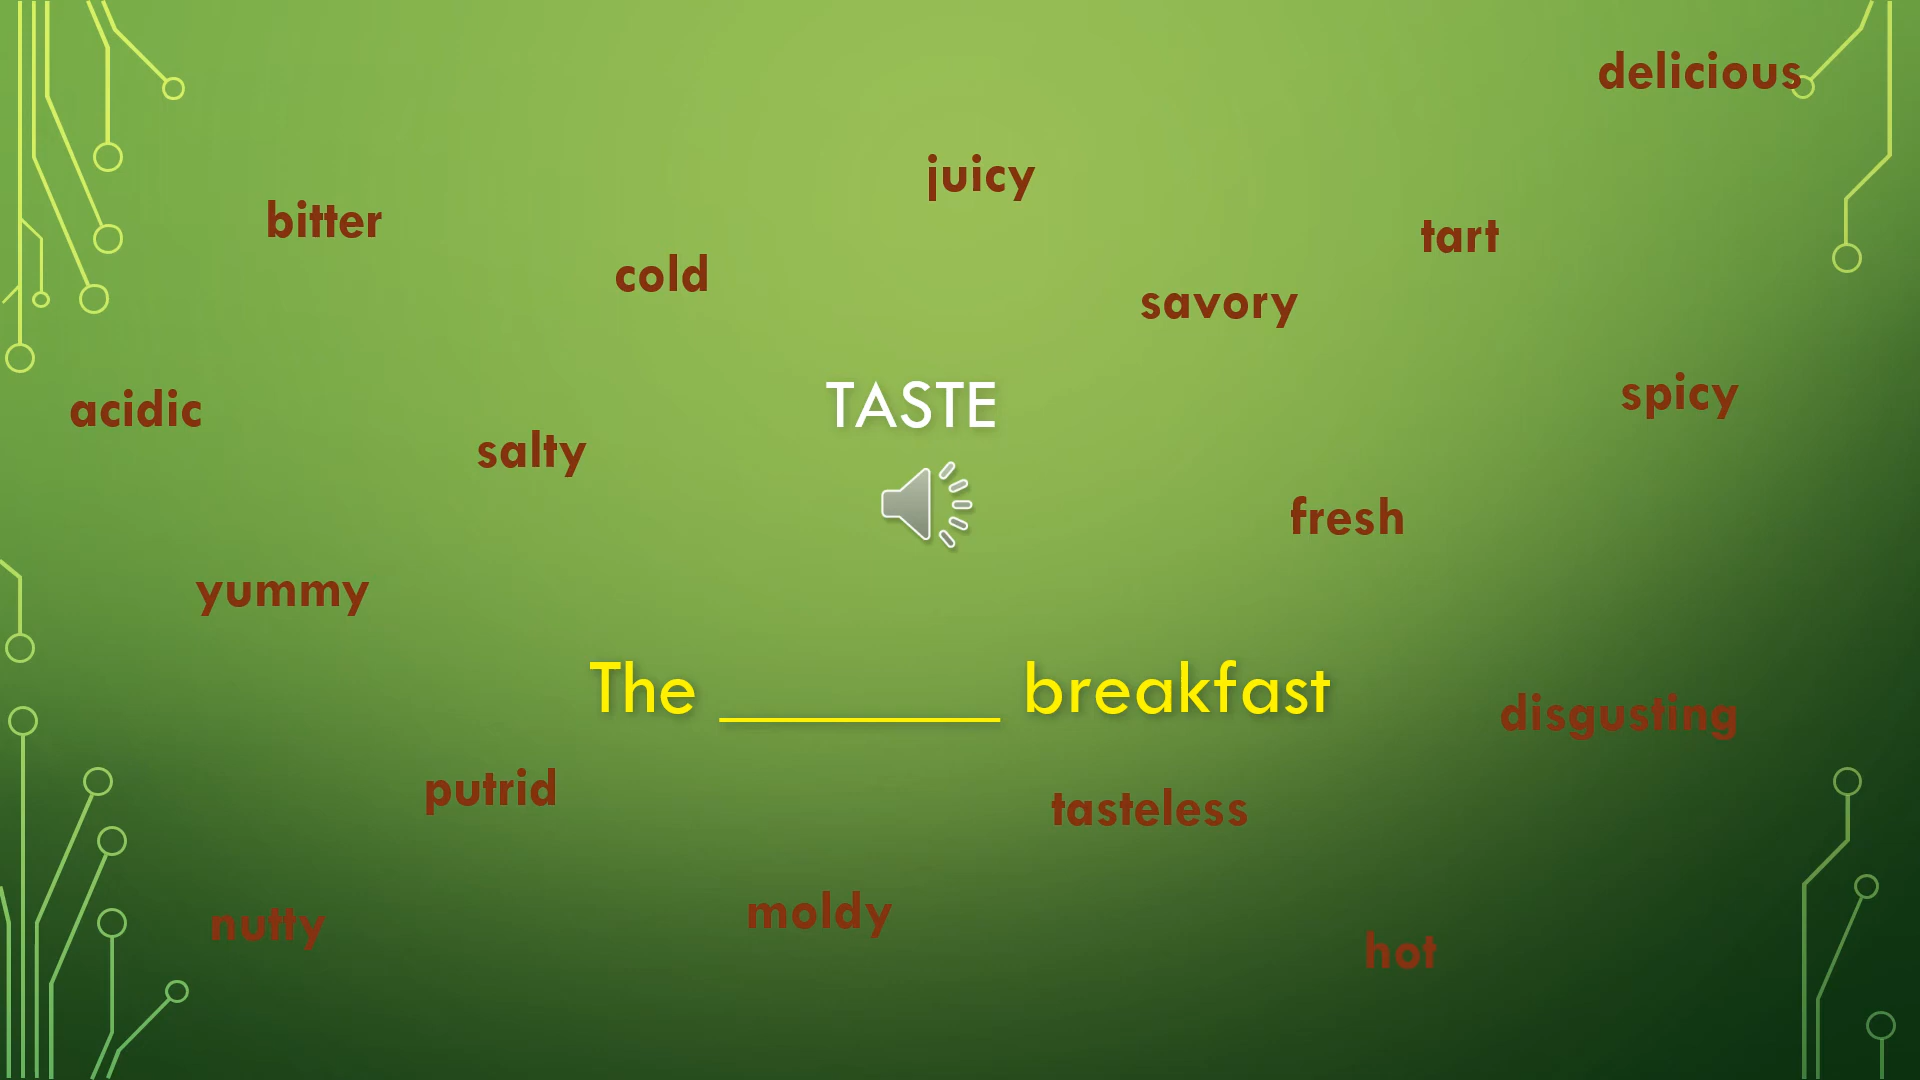 delicious
juicy
bitter
tart
cold
savory
TASTE
spicy
acidic
salty
fresh
yummy
The ________ breakfast
disgusting
putrid
tasteless
moldy
nutty
hot